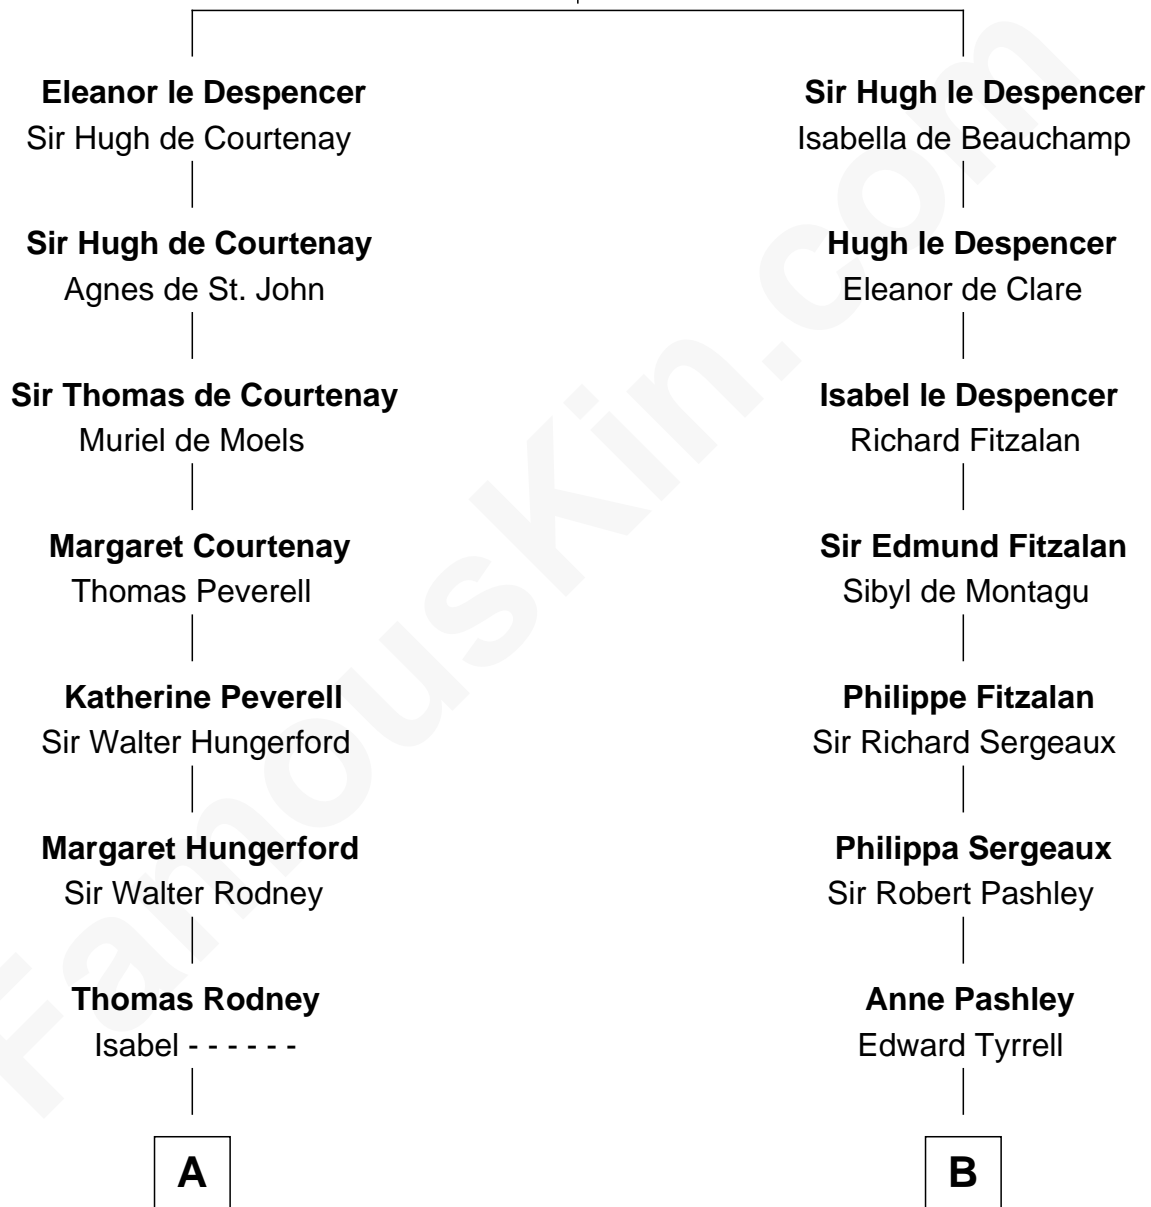 Eleanor le Despencer
Sir Hugh de Courtenay
Sir Hugh de Courtenay
Agnes de St. John
Sir Thomas de Courtenay
Muriel de Moels
Margaret Courtenay
Thomas Peverell
Katherine Peverell
Sir Walter Hungerford
Margaret Hungerford
Sir Walter Rodney
Thomas Rodney
Isabel - - - - - -
A
Sir Hugh le Despencer
Isabella de Beauchamp
Hugh le Despencer
Eleanor de Clare
Isabel le Despencer
Richard Fitzalan
Sir Edmund Fitzalan
Sibyl de Montagu
Philippe Fitzalan
Sir Richard Sergeaux
Philippa Sergeaux
Sir Robert Pashley
Anne Pashley
Edward Tyrrell
B
FamousKin.com